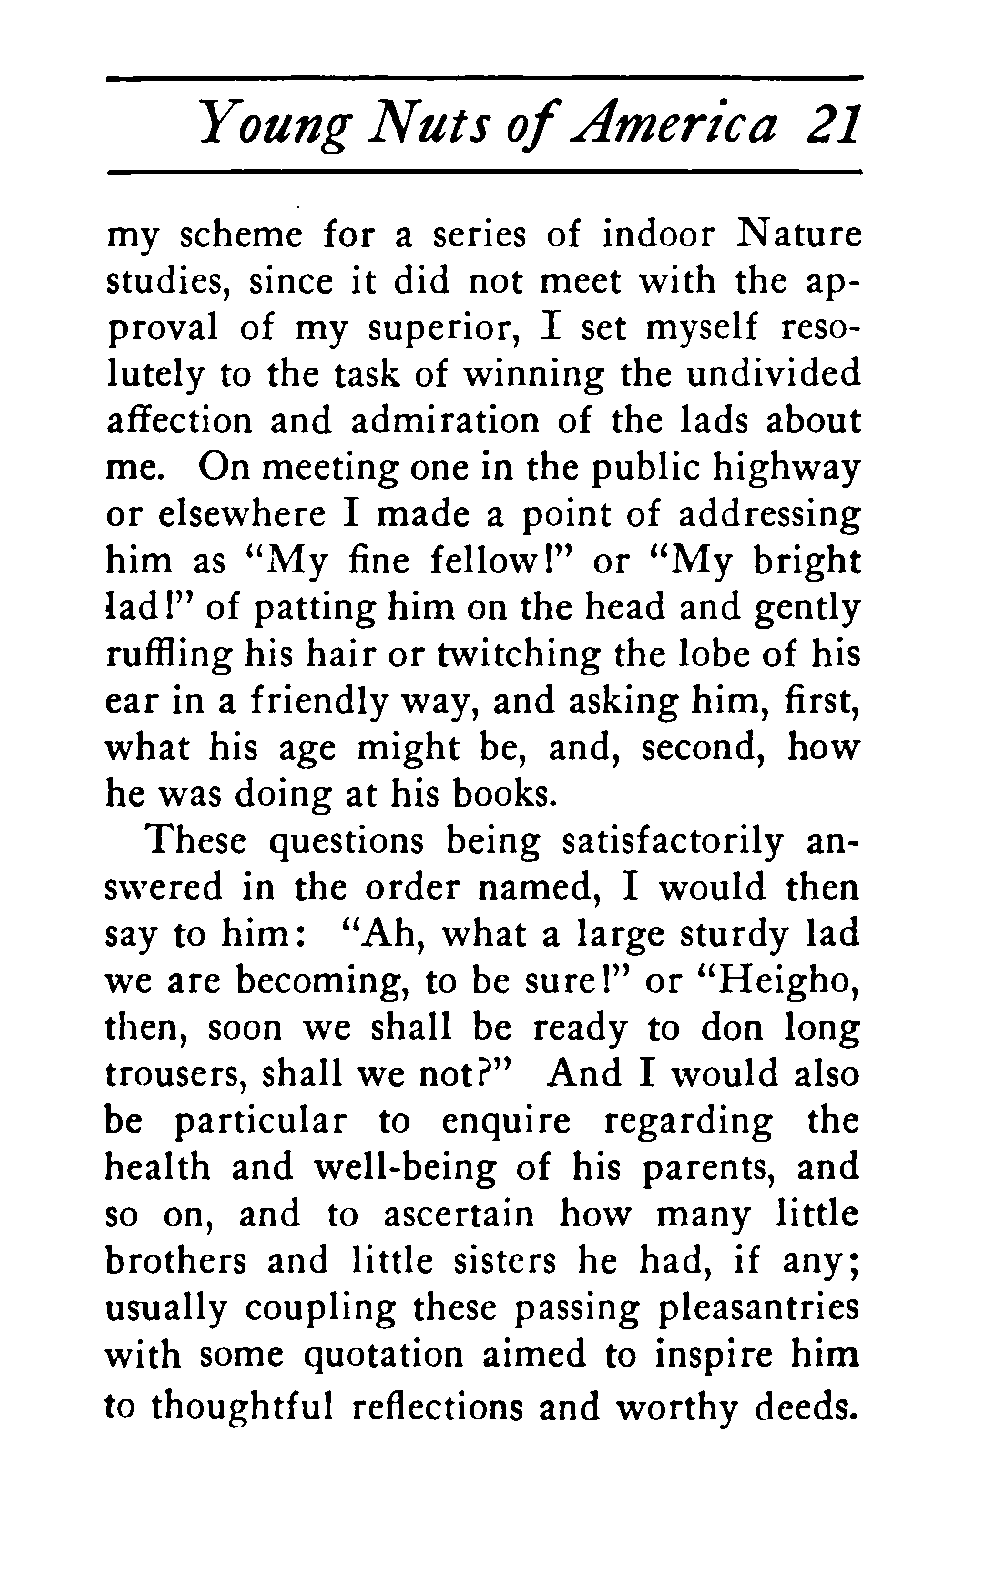 Young Nuts of America 21
my scheme for a series of indoor Nature
studies, since it did not meet with the ap-
proval of my superior, I set myself reso-
lutely to the task of winning the undivided
affection and admiration of the lads about
me. On meeting one in the public highway
or elsewhere I made a point of addressing
him as "My fine fellow!" or "My bright
lad!" of patting him on the head and gently
ruffling his hair or twitching the lobe of his
ear in a friendly way, and asking him, first,
what his age might be, and, second, how
he was doing at his books.
These questions being satisfactorily an-
swered in the order named, I would then
say to him: "Ah, what a large sturdy lad
we are becoming, to be sure!" or "Heigho,
then, soon we shall be ready to don long
trousers, shall we not?" And I would also
be particular to enquire regarding the
health and well-being of his parents, and
so on, and to ascertain how many little
brothers and little sisters he had, if any;
usually coupling these passing pleasantries
with some quotation aimed to inspire him
to thoughtful reflections and worthy deeds.